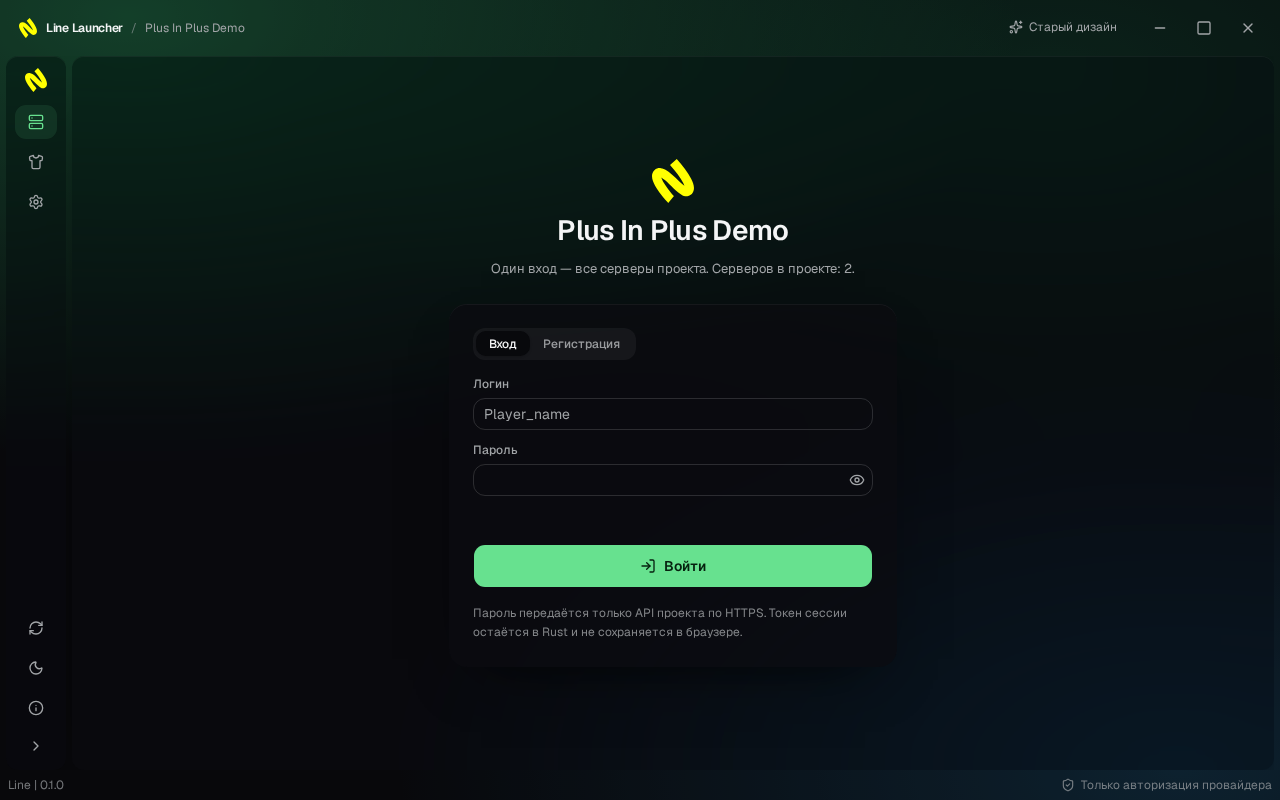 Line Launcher / Plus In Plus Demo
Старый дизайн
Plus In Plus Demo
Один вход — все серверы проекта. Серверов в проекте: 2.
Вход Регистрация
Логин
Player_name
Пароль
Войти
Пароль передаётся только API проекта по HTTPS. Токен сессии
остаётся в Rust и не сохраняется в браузере.
Line | 0.1.0
Только авторизация провайдера